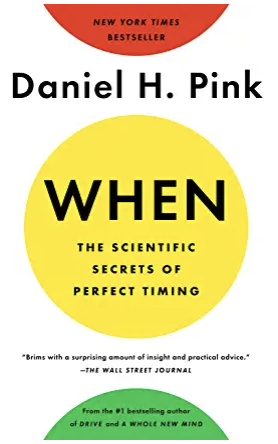 NEW YORK TIMES
BESTSELLER
Daniel H. Pink
WHEN
THE SCIENTIFIC
SECRETS OF
PERFECT TIMING
"Brims with a surprising amount of insight and practical advice."
—THE WALL STREET JOURNAL
From the #1 bestselling author
of DRIVE and A WHOLE NEW MIND